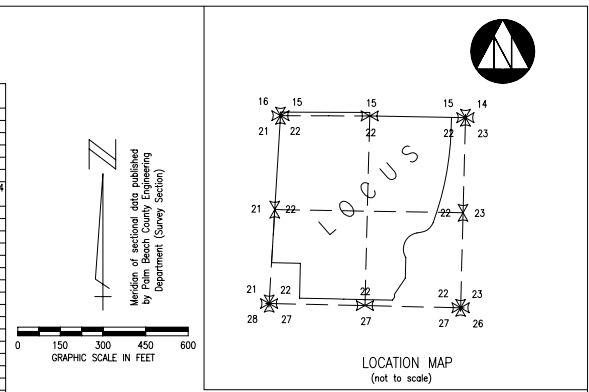 N
16 15 15 15 14
21 22 22 22 23
N
Meridian of sectional data published
by Palm Beach County Engineering
Department (Survey Section)
LOCUS
21 22 22 23
21 22 22 22 23
28 27 27 27 26
0 150 300 450 600
GRAPHIC SCALE IN FEET
LOCATION MAP
(not to scale)